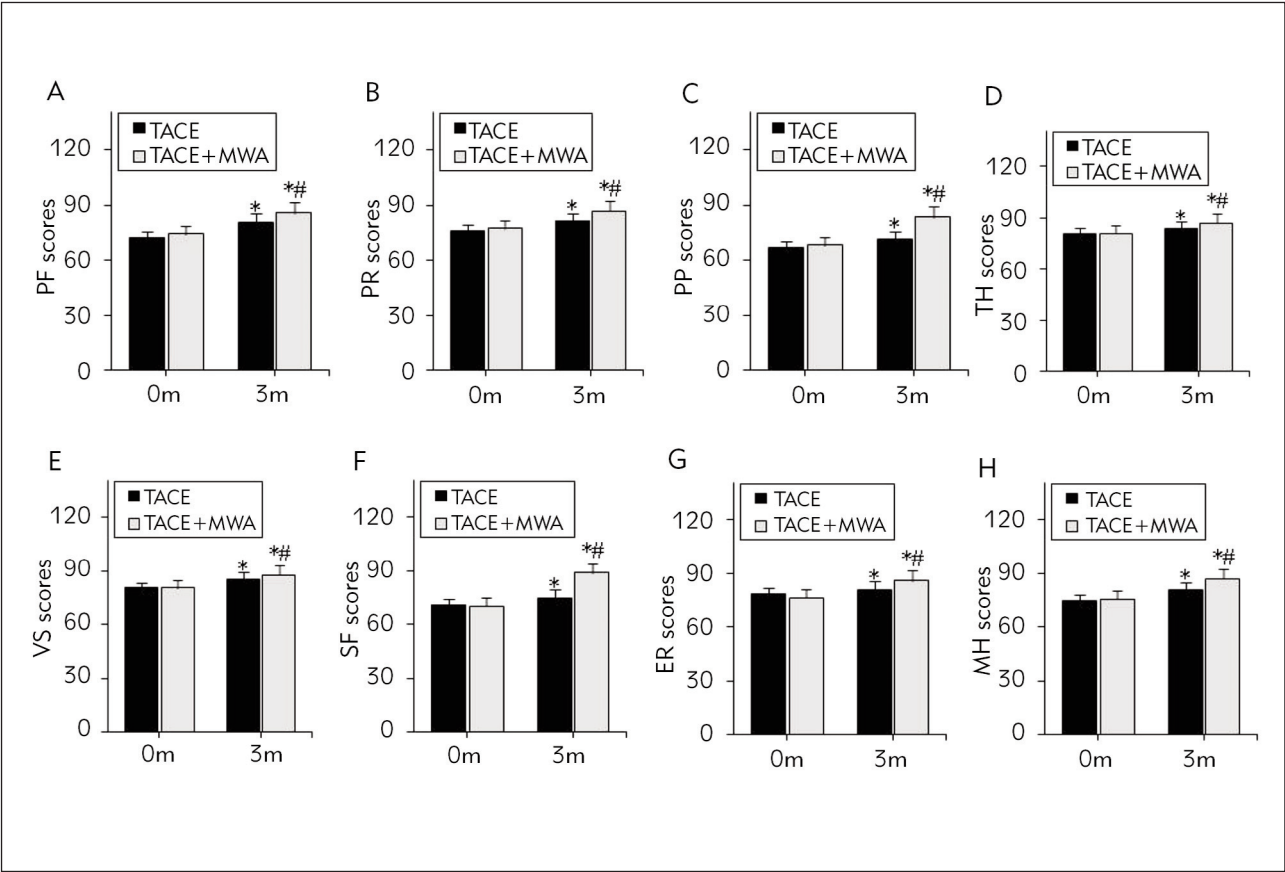 A
TACE
TACE+MWA
PF scores
120
90
60
30
0
*
*#
0m 3m
B
TACE
TACE+MWA
PR scores
120
90
60
30
0
*
*#
0m 3m
C
TACE
TACE+MWA
PP scores
120
90
60
30
0
*
*#
0m 3m
D
TACE
TACE+MWA
TH scores
120
90
60
30
0
*
*#
0m 3m
E
TACE
TACE+MWA
VS scores
120
90
60
30
0
*
*#
0m 3m
F
TACE
TACE+MWA
SF scores
120
90
60
30
0
*
*#
0m 3m
G
TACE
TACE+MWA
ER scores
120
90
60
30
0
*
*#
0m 3m
H
TACE
TACE+MWA
MH scores
120
90
60
30
0
*
*#
0m 3m